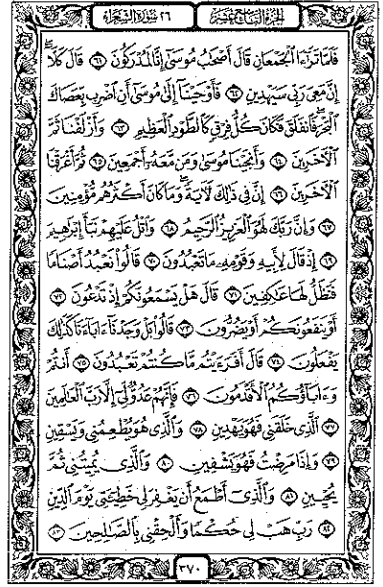 الجزء التاسع عشر
٢٦ سورة الشعراء
فَلَمَّا تَرَٰٓءَا ٱلْجَمْعَانِ قَالَ أَصْحَٰبُ مُوسَىٰٓ إِنَّا لَمُدْرَكُونَ ٦١ قَالَ كَلَّآ
إِنَّ مَعِىَ رَبِّى سَيَهْدِينِ ٦٢ فَأَوْحَيْنَآ إِلَىٰ مُوسَىٰٓ أَنِ ٱضْرِب بِّعَصَاكَ
ٱلْبَحْرَ فَٱنفَلَقَ فَكَانَ كُلُّ فِرْقٍ كَٱلطَّوْدِ ٱلْعَظِيمِ ٦٣ وَأَزْلَفْنَا ثَمَّ
ٱلْءَاخَرِينَ ٦٤ وَأَنجَيْنَا مُوسَىٰ وَمَن مَّعَهُۥٓ أَجْمَعِينَ ٦٥ ثُمَّ أَغْرَقْنَا
ٱلْءَاخَرِينَ ٦٦ إِنَّ فِى ذَٰلِكَ لَءَايَةً وَمَا كَانَ أَكْثَرُهُم مُّؤْمِنِينَ
٦٧ وَإِنَّ رَبَّكَ لَهُوَ ٱلْعَزِيزُ ٱلرَّحِيمُ ٦٨ وَٱتْلُ عَلَيْهِمْ نَبَأَ إِبْرَٰهِيمَ
٦٩ إِذْ قَالَ لِأَبِيهِ وَقَوْمِهِۦ مَا تَعْبُدُونَ ٧٠ قَالُوا۟ نَعْبُدُ أَصْنَامًا
فَنَظَلُّ لَهَا عَٰكِفِينَ ٧١ قَالَ هَلْ يَسْمَعُونَكُمْ إِذْ تَدْعُونَ ٧٢
أَوْ يَنفَعُونَكُمْ أَوْ يَضُرُّونَ ٧٣ قَالُوا۟ بَلْ وَجَدْنَآ ءَابَآءَنَا كَذَٰلِكَ
يَفْعَلُونَ ٧٤ قَالَ أَفَرَءَيْتُم مَّا كُنتُمْ تَعْبُدُونَ ٧٥ أَنتُمْ
وَءَابَآؤُكُمُ ٱلْأَقْدَمُونَ ٧٦ فَإِنَّهُمْ عَدُوٌّ لِّىٓ إِلَّا رَبَّ ٱلْعَٰلَمِينَ
٧٧ ٱلَّذِى خَلَقَنِى فَهُوَ يَهْدِينِ ٧٨ وَٱلَّذِى هُوَ يُطْعِمُنِى وَيَسْقِينِ
٧٩ وَإِذَا مَرِضْتُ فَهُوَ يَشْفِينِ ٨٠ وَٱلَّذِى يُمِيتُنِى ثُمَّ
يُحْيِينِ ٨١ وَٱلَّذِىٓ أَطْمَعُ أَن يَغْفِرَ لِى خَطِيٓـَٔتِى يَوْمَ ٱلدِّينِ
٨٢ رَبِّ هَبْ لِى حُكْمًا وَأَلْحِقْنِى بِٱلصَّٰلِحِينَ ٨٣
٣٧٠